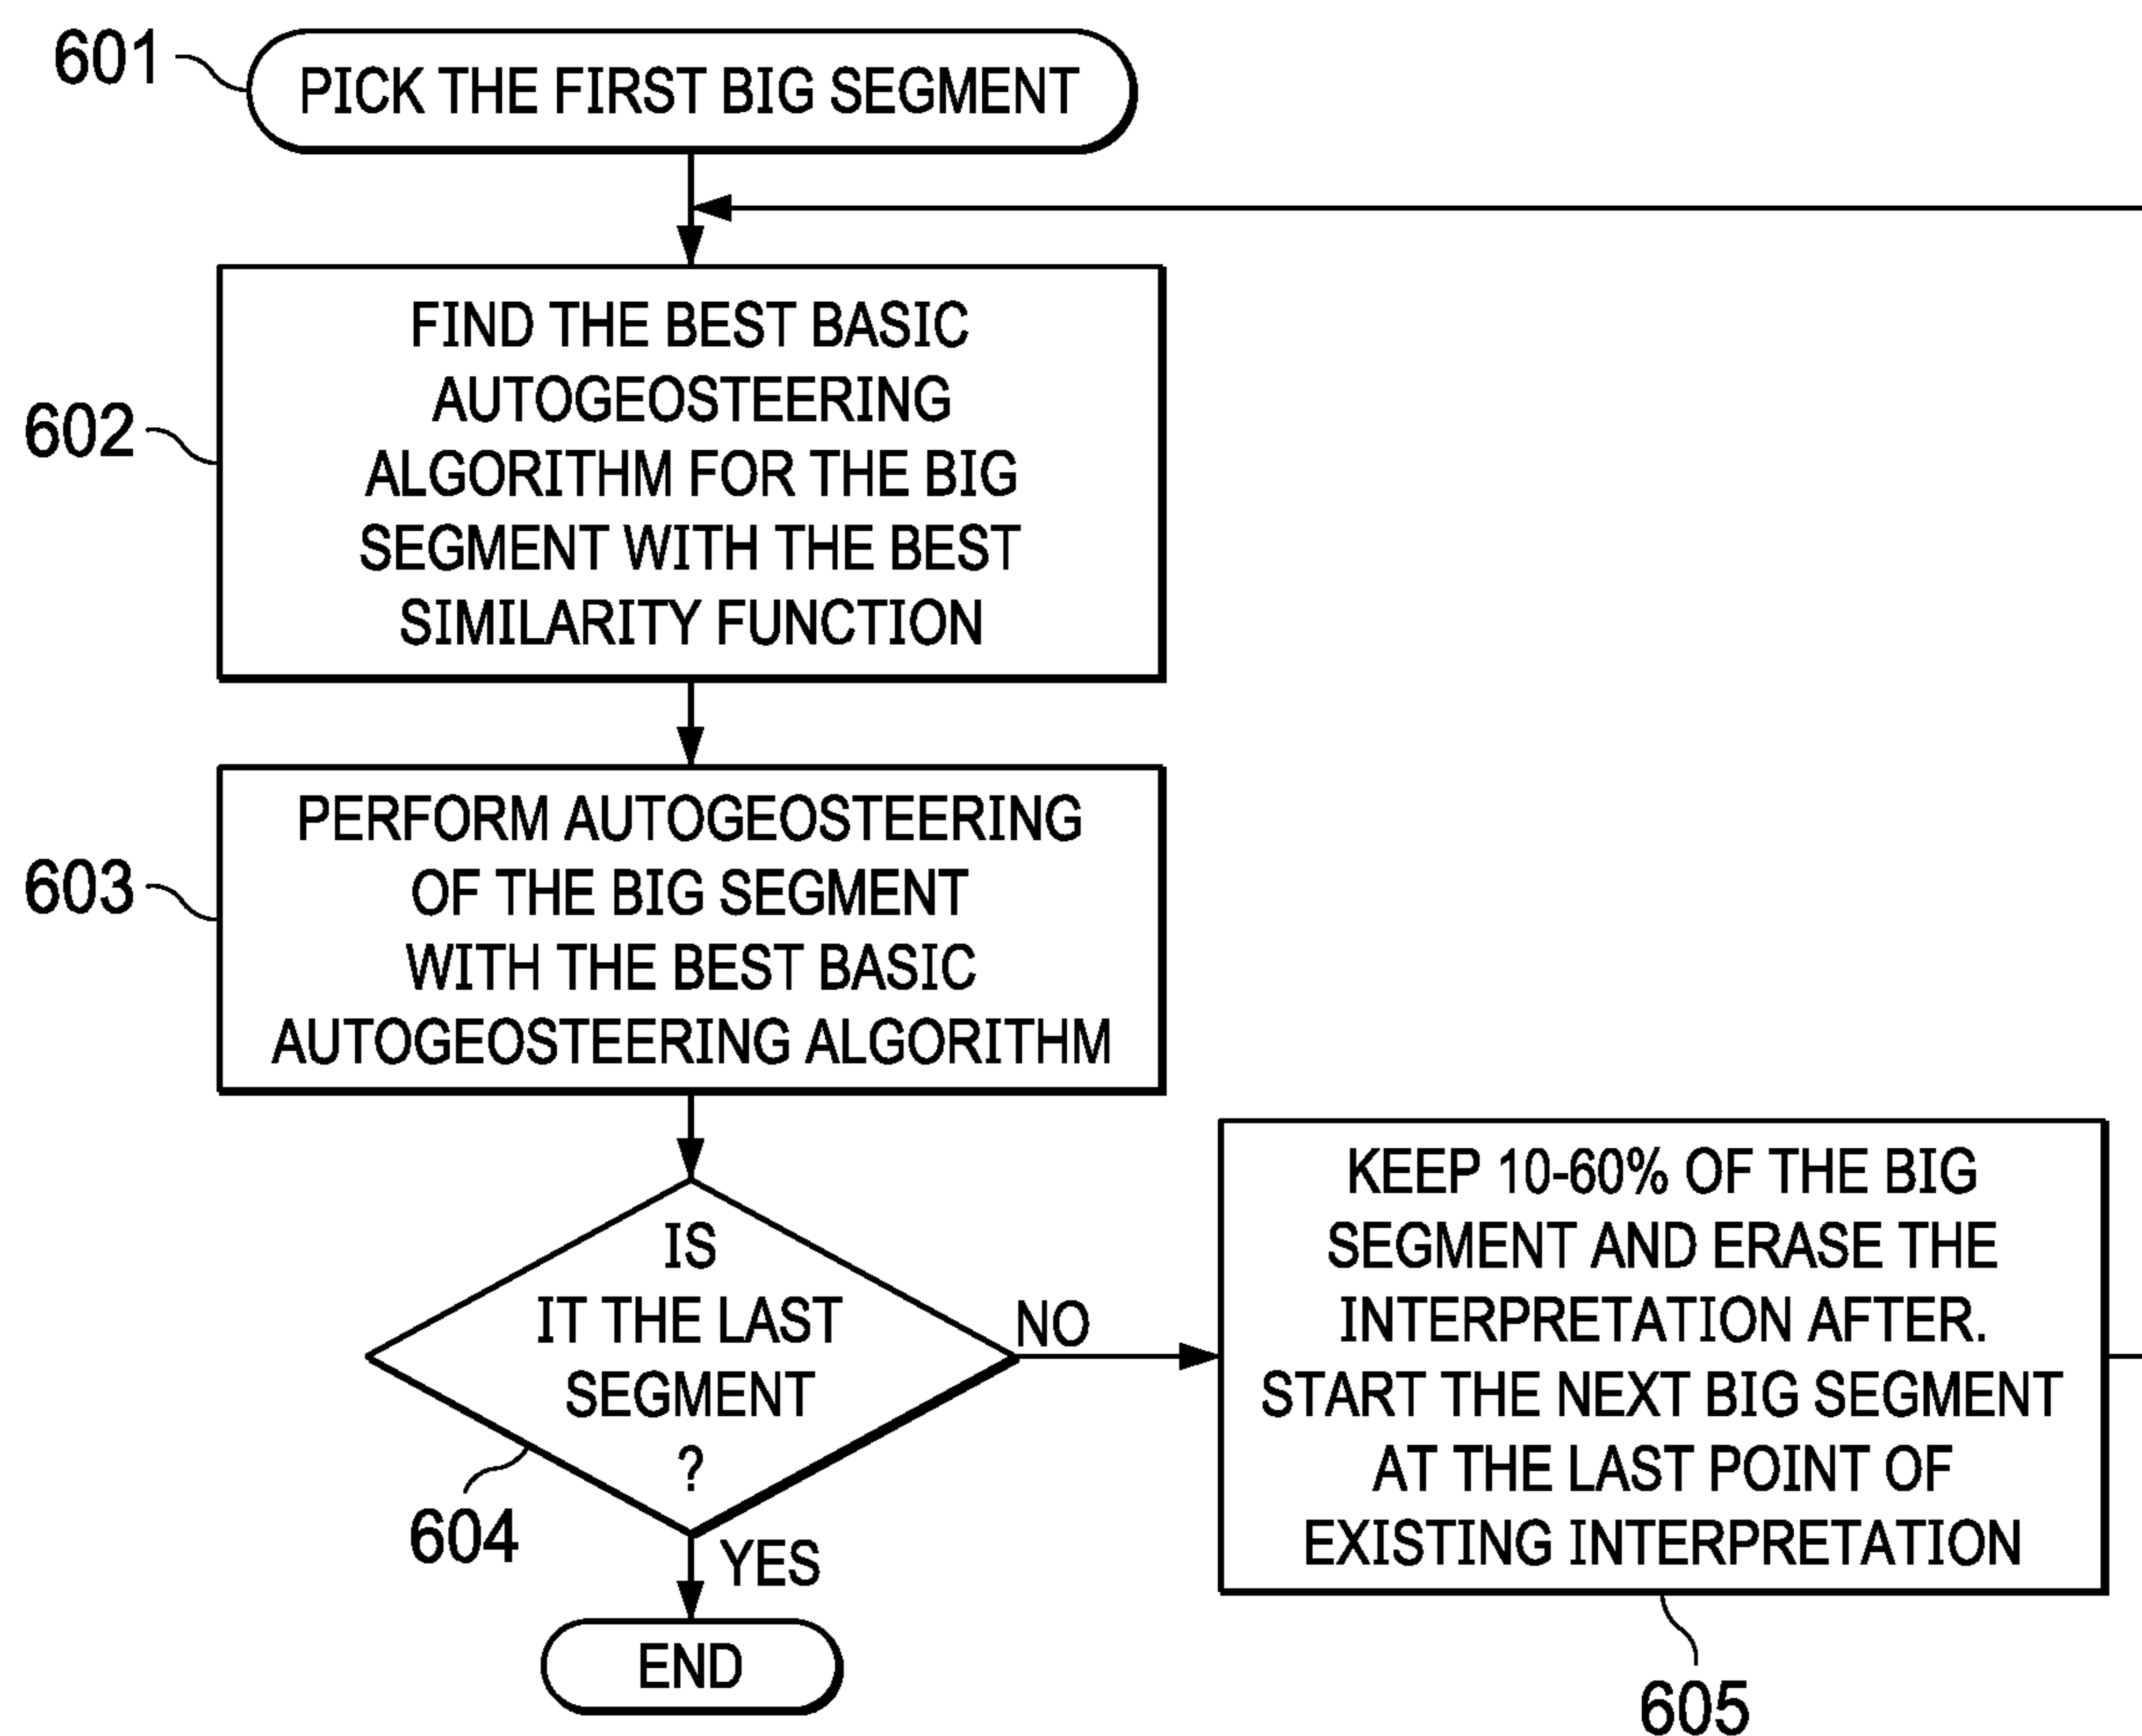 601
PICK THE FIRST BIG SEGMENT
602
FIND THE BEST BASIC
AUTOGEOSTEERING
ALGORITHM FOR THE BIG
SEGMENT WITH THE BEST
SIMILARITY FUNCTION
603
PERFORM AUTOGEOSTEERING
OF THE BIG SEGMENT
WITH THE BEST BASIC
AUTOGEOSTEERING ALGORITHM
IS
IT THE LAST
SEGMENT
?
604
NO
YES
END
KEEP 10-60% OF THE BIG
SEGMENT AND ERASE THE
INTERPRETATION AFTER.
START THE NEXT BIG SEGMENT
AT THE LAST POINT OF
EXISTING INTERPRETATION
605